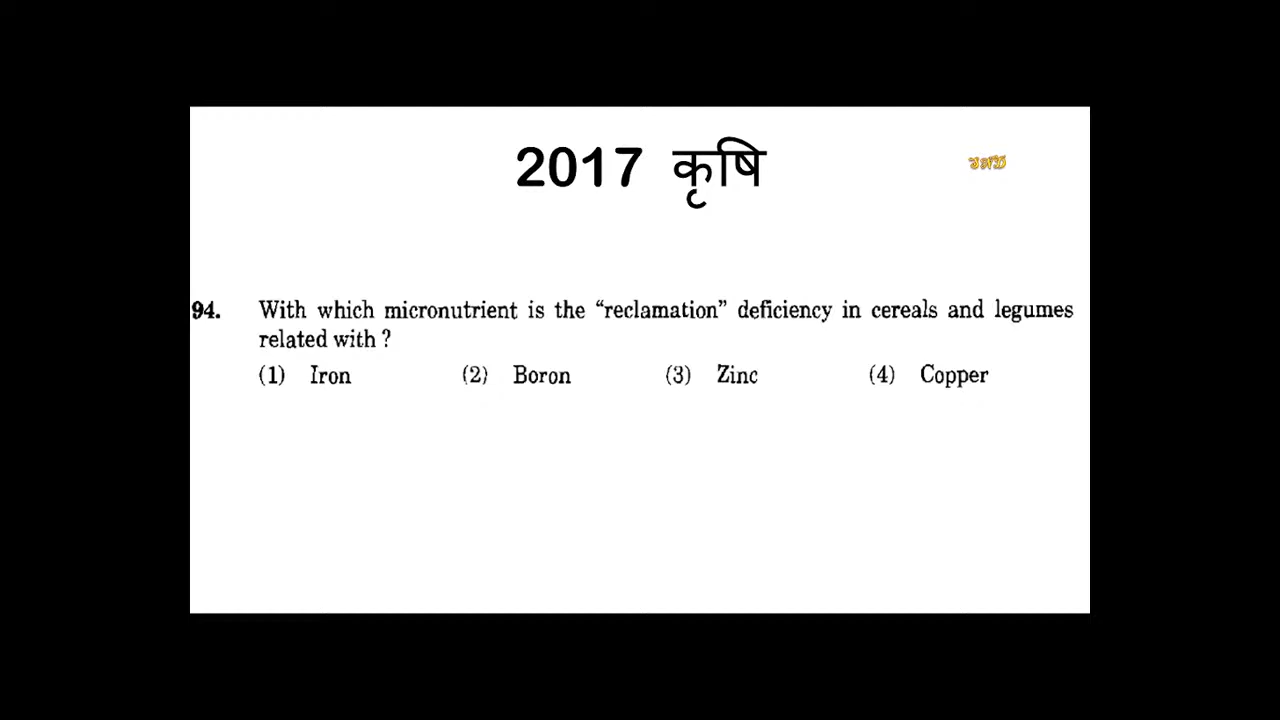 2017 कृषि
94. With which micronutrient is the “reclamation” deficiency in cereals and legumes
related with ?
(1) Iron (2) Boron (3) Zinc (4) Copper